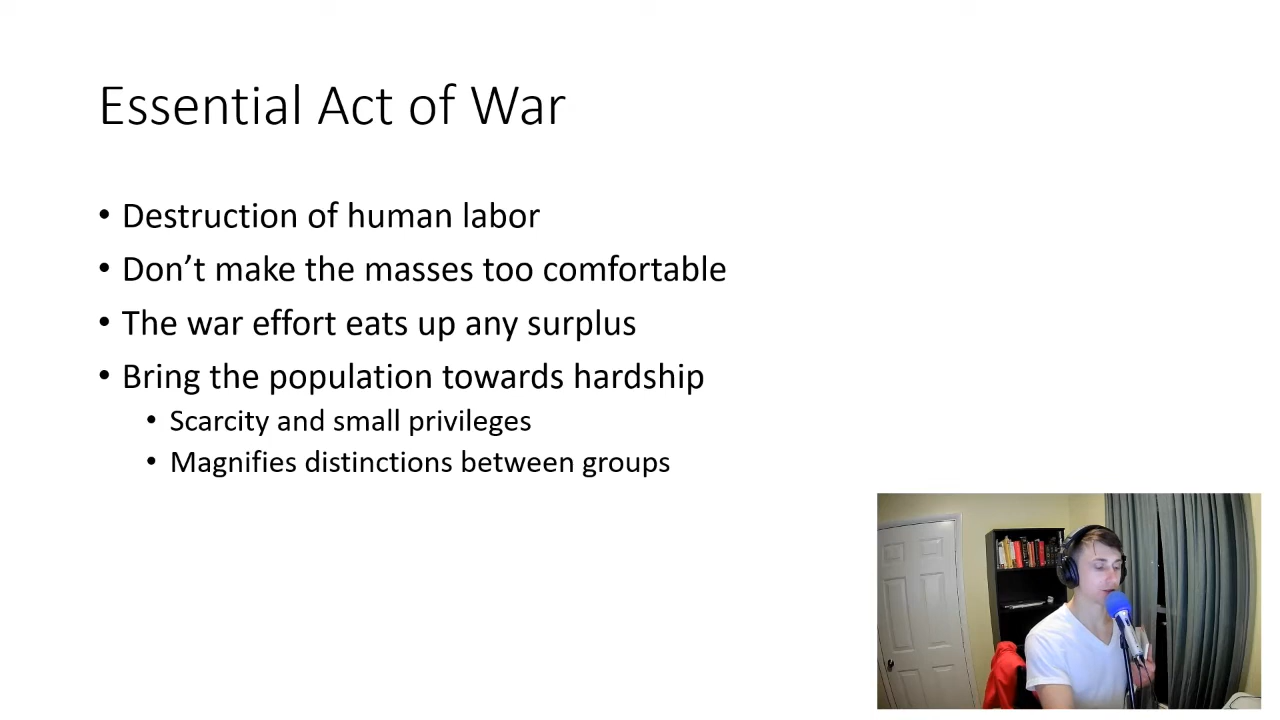 Essential Act of War
• Destruction of human labor
• Don’t make the masses too comfortable
• The war effort eats up any surplus
• Bring the population towards hardship
• Scarcity and small privileges
• Magnifies distinctions between groups